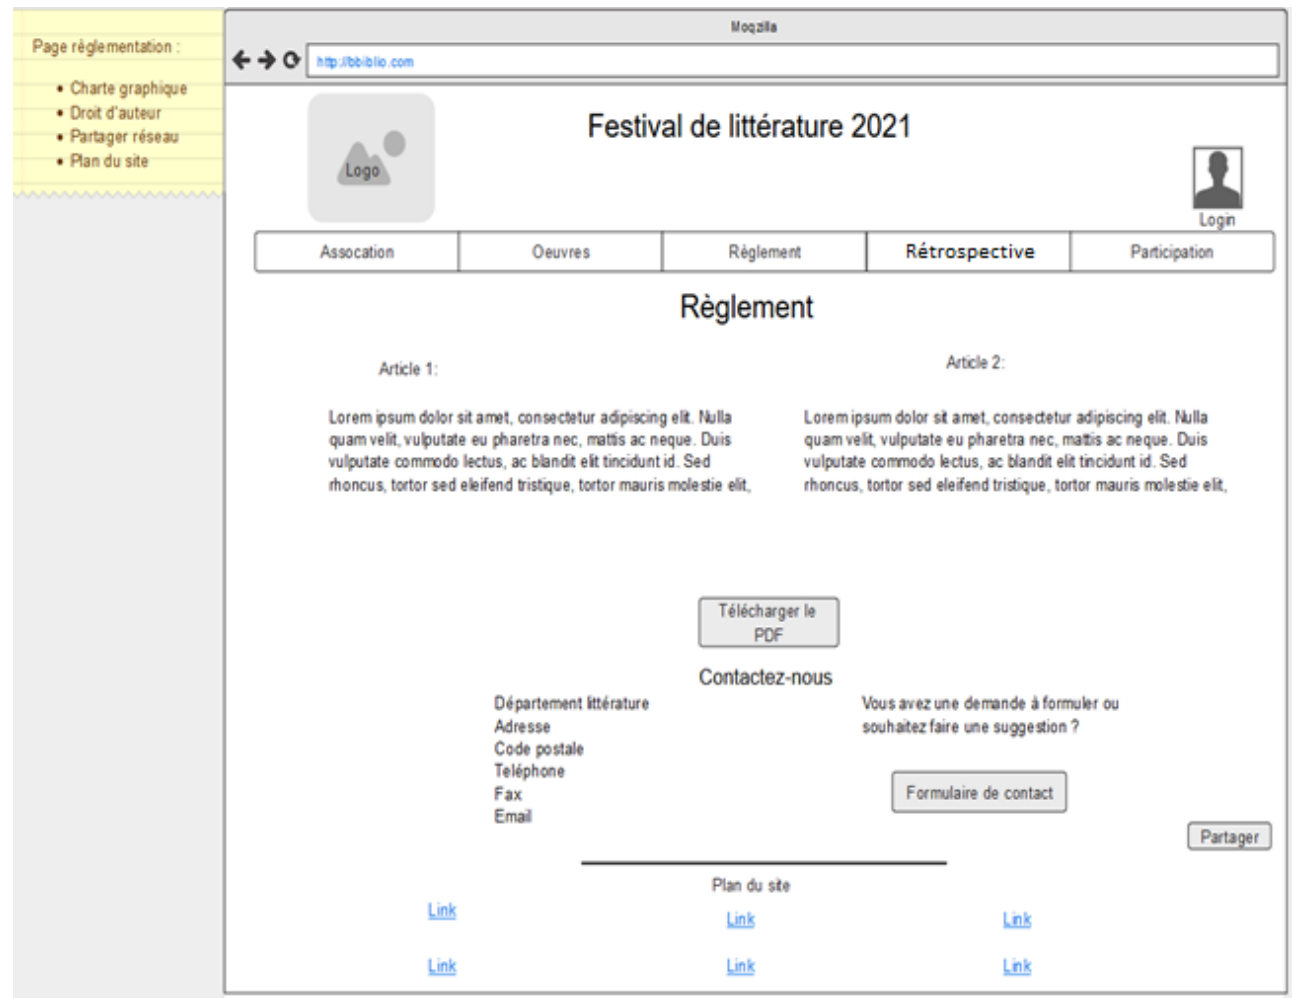 Page règlementation :
• Charte graphique
• Droit d'auteur
• Partager réseau
• Plan du site
Moqzilla
http://bbiblio.com
Logo
Festival de littérature 2021
Login
Assocation
Oeuvres
Règlement
Rétrospective
Participation
Règlement
Article 1:
Lorem ipsum dolor sit amet, consectetur adipiscing elit. Nulla
quam velit, vulputate eu pharetra nec, mattis ac neque. Duis
vulputate commodo lectus, ac blandit elit tincidunt id. Sed
rhoncus, tortor sed eleifend tristique, tortor mauris molestie elit,
Article 2:
Lorem ipsum dolor sit amet, consectetur adipiscing elit. Nulla
quam velit, vulputate eu pharetra nec, mattis ac neque. Duis
vulputate commodo lectus, ac blandit elit tincidunt id. Sed
rhoncus, tortor sed eleifend tristique, tortor mauris molestie elit,
Télécharger le
PDF
Contactez-nous
Département littérature
Adresse
Code postale
Teléphone
Fax
Email
Vous avez une demande à formuler ou
souhaitez faire une suggestion ?
Formulaire de contact
Partager
Plan du site
Link
Link
Link
Link
Link
Link